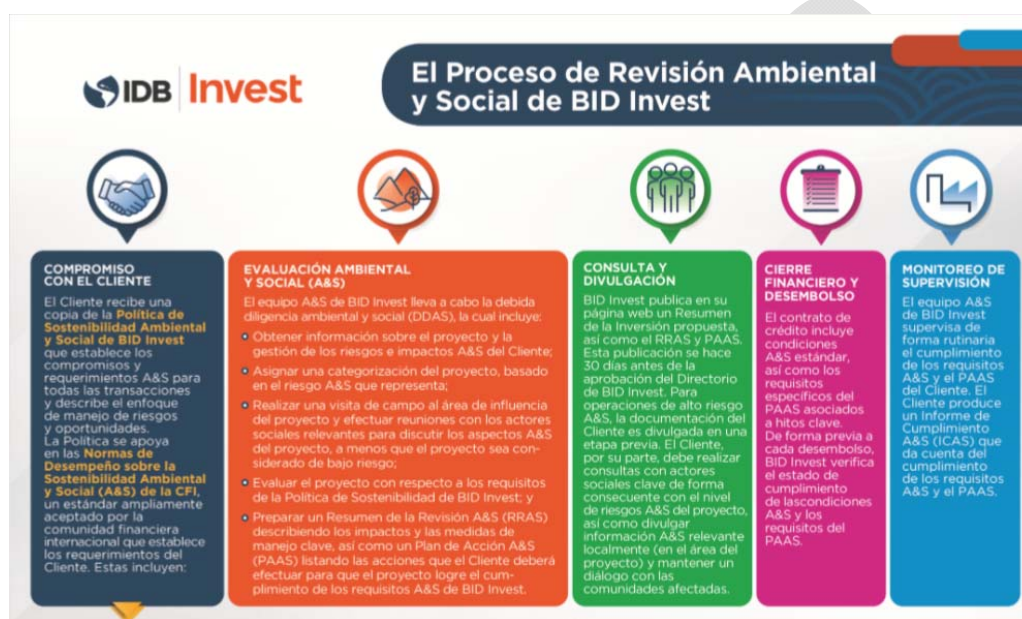 IDB Invest
El Proceso de Revisión Ambiental
y Social de BID Invest
COMPROMISO
CON EL CLIENTE
El Cliente recibe una
copia de la Política de
Sostenibilidad Ambiental
y Social de BID Invest
que establece los
compromisos y
requerimientos A&S para
todas las transacciones
y describe el enfoque
de manejo de riesgos
y oportunidades.
La Política se apoya
en las Normas de
Desempeño sobre la
Sostenibilidad Ambiental
y Social (A&S) de la CFI,
un estándar ampliamente
aceptado por la
comunidad financiera
internacional que establece
los requerimientos del
Cliente. Estas incluyen:
EVALUACIÓN AMBIENTAL
Y SOCIAL (A&S)
El equipo A&S de BID Invest lleva a cabo la debida
diligencia ambiental y social (DDAS), la cual incluye:
• Obtener información sobre el proyecto y la
gestión de los riesgos e impactos A&S del Cliente;
• Asignar una categorización del proyecto, basado
en el riesgo A&S que representa;
• Realizar una visita de campo al área de influencia
del proyecto y efectuar reuniones con los actores
sociales relevantes para discutir los aspectos A&S
del proyecto, a menos que el proyecto sea con-
siderado de bajo riesgo;
• Evaluar el proyecto con respecto a los requisitos
de la Política de Sostenibilidad de BID Invest; y
• Preparar un Resumen de la Revisión A&S (RRAS)
describiendo los impactos y las medidas de
manejo clave, así como un Plan de Acción A&S
(PAAS) listando las acciones que el Cliente deberá
efectuar para que el proyecto logre el cum-
plimiento de los requisitos A&S de BID Invest.
CONSULTA Y
DIVULGACIÓN
BID Invest publica en su
página web un Resumen
de la Inversión propuesta,
así como el RRAS y PAAS.
Esta publicación se hace
30 días antes de la
aprobación del Directorio
de BID Invest. Para
operaciones de alto riesgo
A&S, la documentación del
Cliente es divulgada en una
etapa previa. El Cliente,
por su parte, debe realizar
consultas con actores
sociales clave de forma
consecuente con el nivel
de riesgos A&S del proyecto,
así como divulgar
información A&S relevante
localmente (en el área del
proyecto) y mantener un
diálogo con las
comunidades afectadas.
CIERRE
FINANCIERO Y
DESEMBOLSO
El contrato de
crédito incluye
condiciones
A&S estándar,
así como los
requisitos
específicos del
PAAS asociados
a hitos clave.
De forma previa a
cada desembolso,
BID Invest verifica
el estado de
cumplimiento
de lascondiciones
A&S y los
requisitos del
PAAS.
MONITOREO DE
SUPERVISIÓN
El equipo A&S
de BID Invest
supervisa de
forma rutinaria
el cumplimiento
de los requisitos
A&S y el PAAS
del Cliente. El
Cliente produce
un Informe de
Cumplimiento
A&S (ICAS) que
da cuenta del
cumplimiento
de los requisitos
A&S y el PAAS.